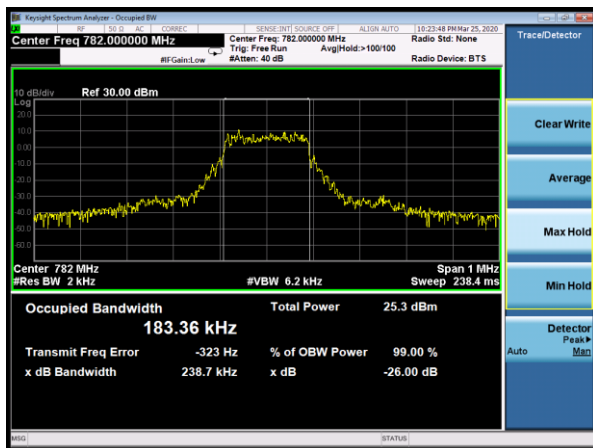 Keysight Spectrum Analyzer - Occupied BW
RF 50 Ω AC CORREC SENSE:INT SOURCE OFF ALIGN AUTO 10:23:48 PM Mar 25, 2020
Center Freq 782.000000 MHz Center Freq: 782.000000 MHz Radio Std: None Trace/Detector
Trig: Free Run Avg|Hold:>100/100
#IFGain:Low #Atten: 40 dB Radio Device: BTS
10 dB/div Ref 30.00 dBm
Log
20.0
10.0
0.00
-10.0
-20.0
-30.0
-40.0
-50.0
-60.0
Center 782 MHz Span 1 MHz
#Res BW 2 kHz #VBW 6.2 kHz Sweep 238.4 ms
Occupied Bandwidth Total Power 25.3 dBm
183.36 kHz
Transmit Freq Error -323 Hz % of OBW Power 99.00 %
x dB Bandwidth 238.7 kHz x dB -26.00 dB
Clear Write
Average
Max Hold
Min Hold
Detector
Peak▶
Auto Man
MSG STATUS